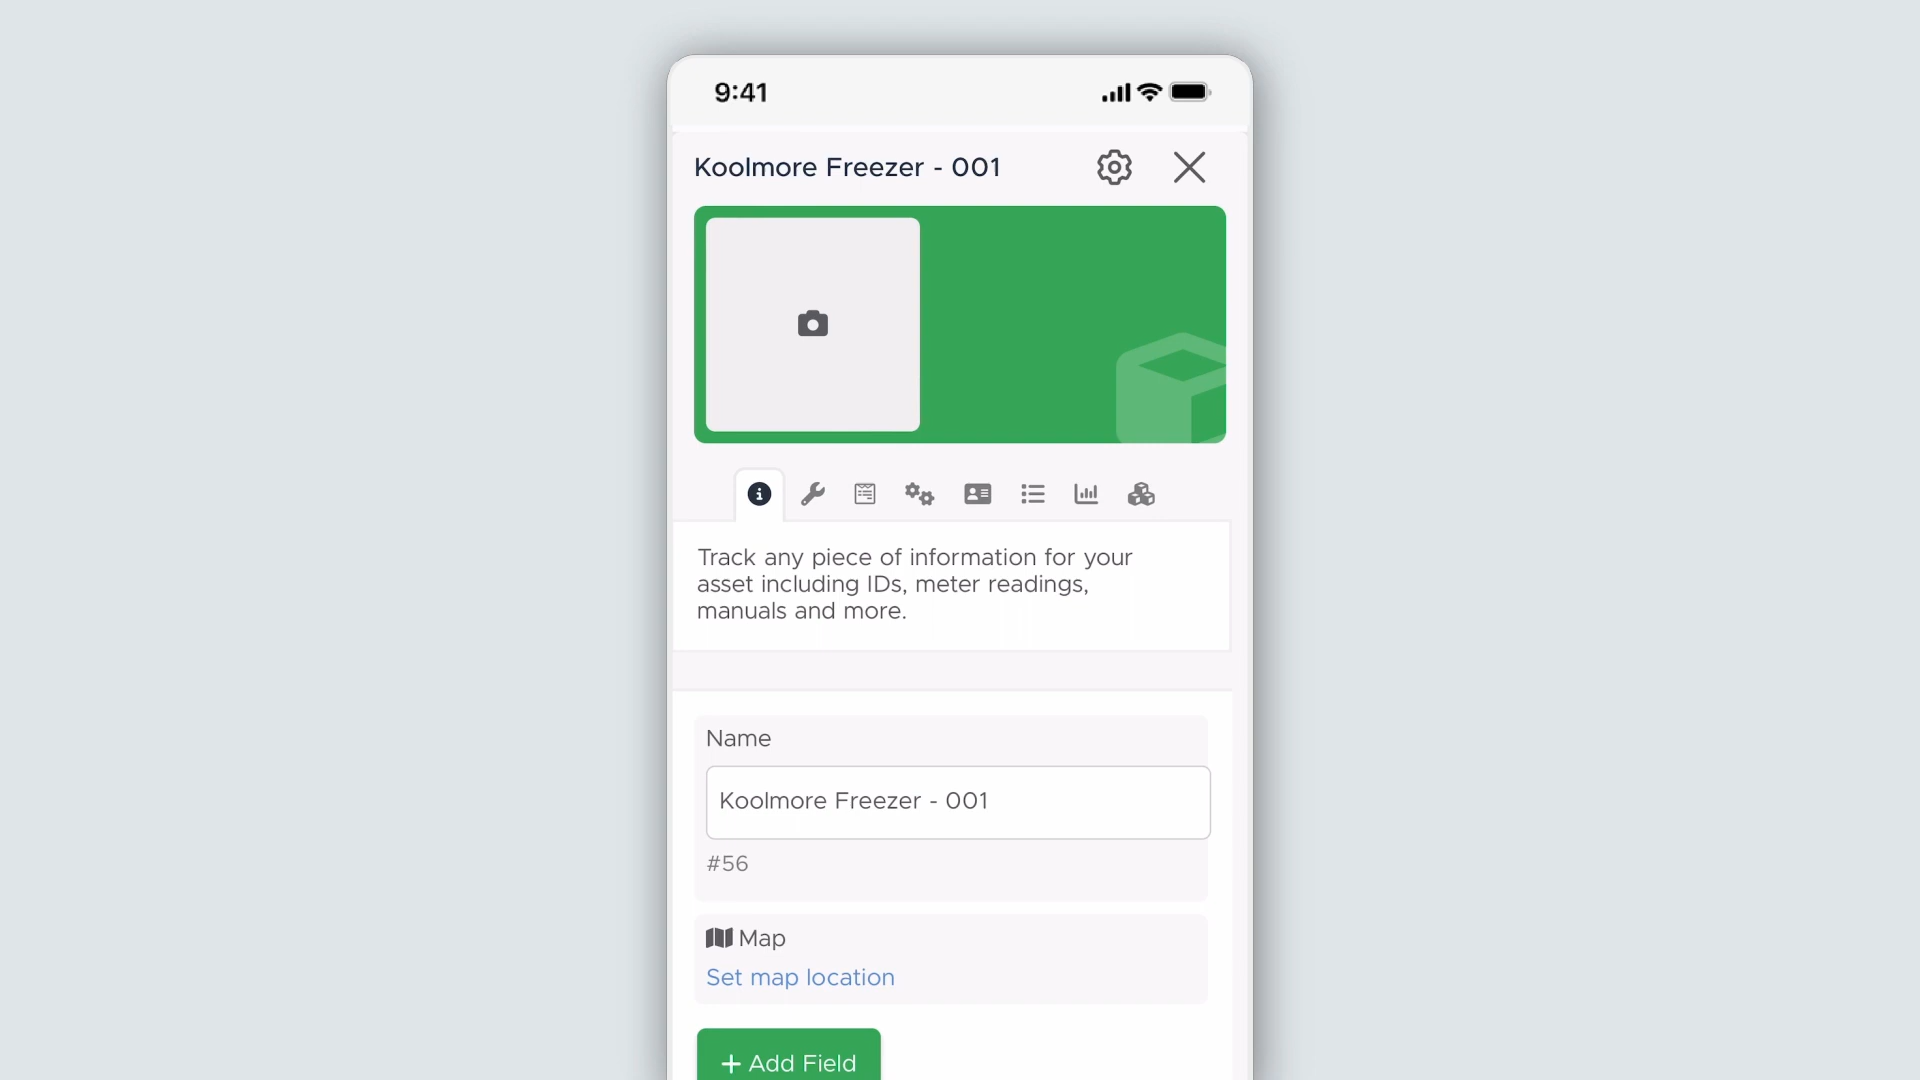 9:41
Koolmore Freezer - 001
Track any piece of information for your
asset including IDs, meter readings,
manuals and more.
Name
Koolmore Freezer - 001
#56
Map
Set map location
+ Add Field